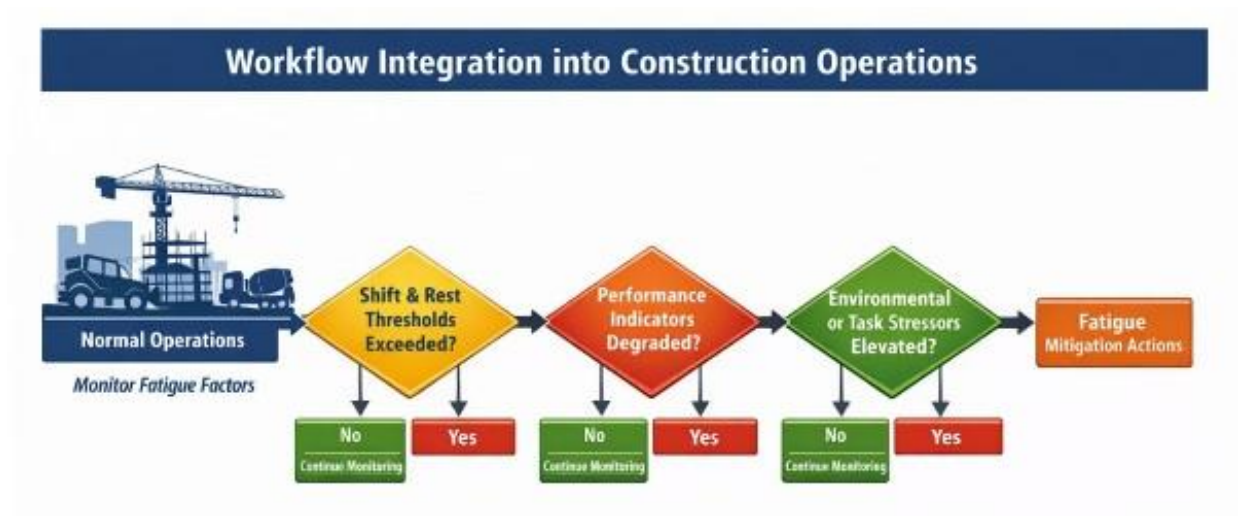 Workflow Integration into Construction Operations
Normal Operations
Monitor Fatigue Factors
Shift & Rest
Thresholds
Exceeded?
No
Continue Monitoring
Yes
Performance
Indicators
Degraded?
No
Continue Monitoring
Yes
Environmental
or Task Stressors
Elevated?
No
Continue Monitoring
Yes
Fatigue
Mitigation Actions